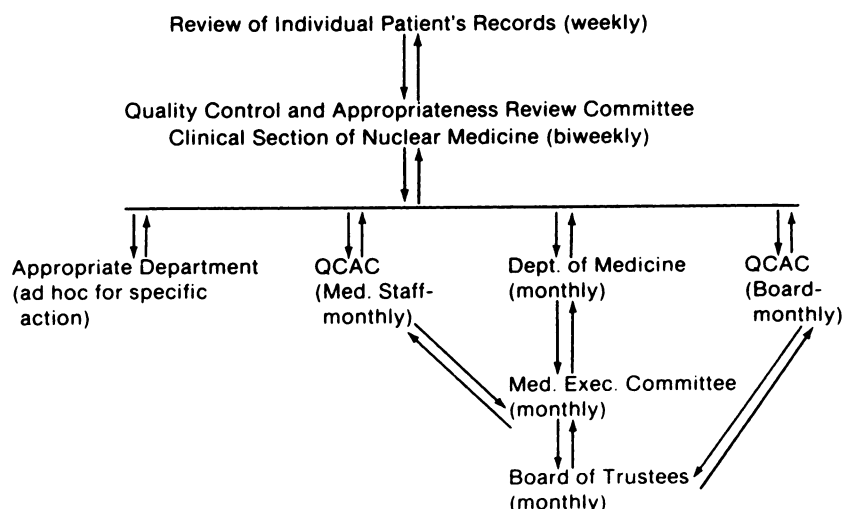 Review of Individual Patient's Records (weekly)
Quality Control and Appropriateness Review Committee
Clinical Section of Nuclear Medicine (biweekly)
Appropriate Department
(ad hoc for specific
action)
QCAC
(Med. Staff-
monthly)
Dept. of Medicine
(monthly)
QCAC
(Board-
monthly)
Med. Exec. Committee
(monthly)
Board of Trustees
(monthly)